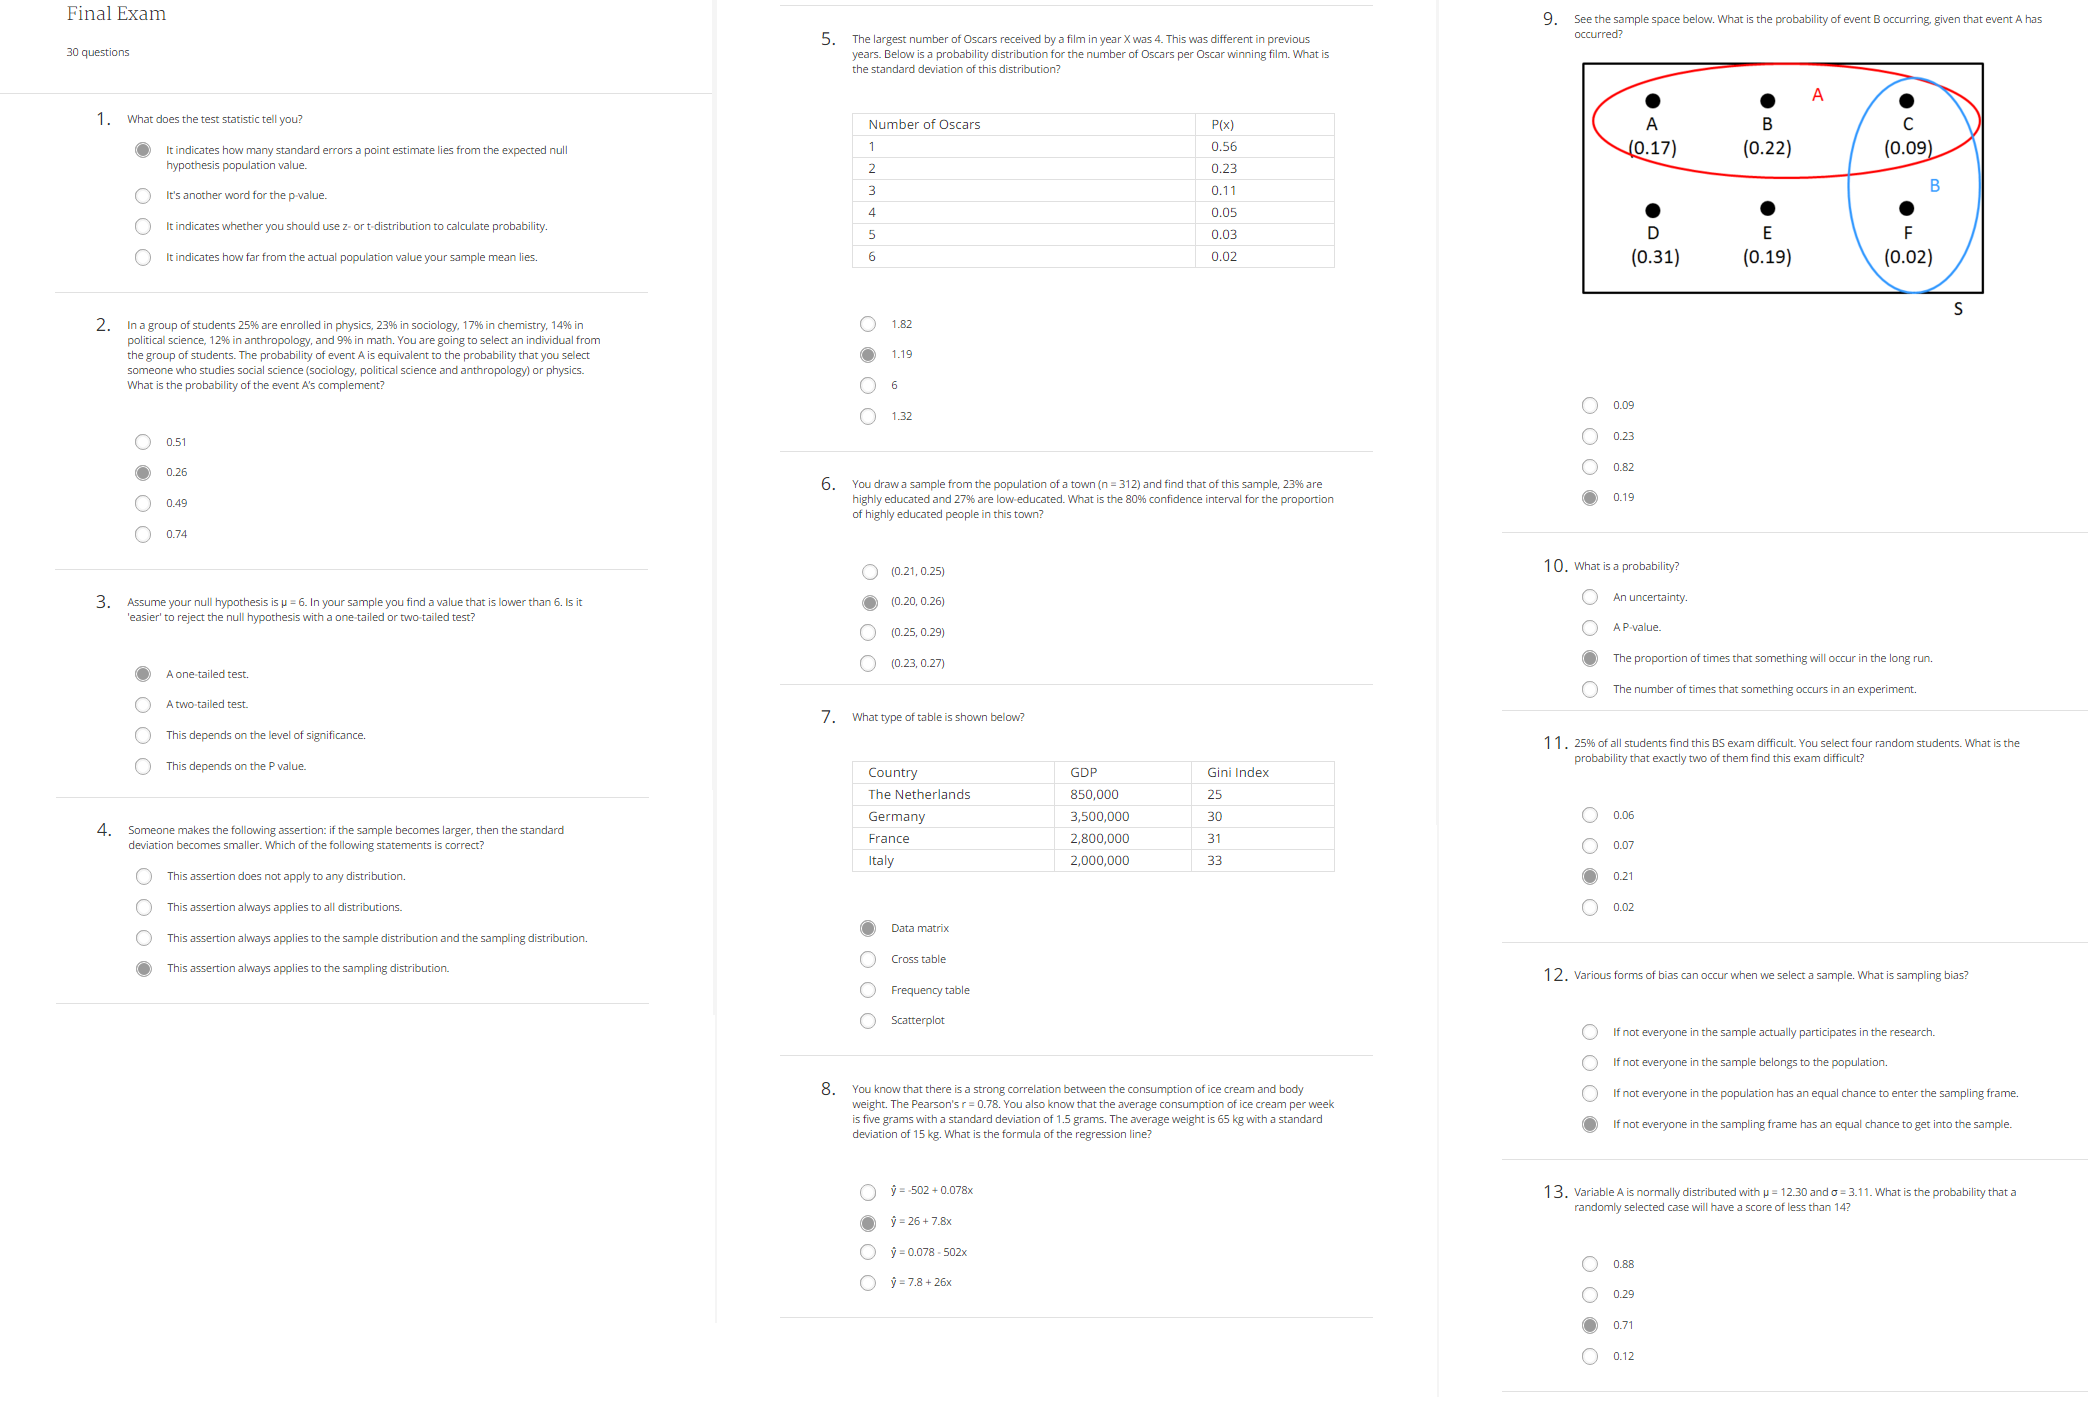 Final Exam
30 questions
1. What does the test statistic tell you?
It indicates how many standard errors a point estimate lies from the expected null
hypothesis population value.
It's another word for the p-value.
It indicates whether you should use z- or t-distribution to calculate probability.
It indicates how far from the actual population value your sample mean lies.
2. In a group of students 25% are enrolled in physics, 23% in sociology, 17% in chemistry, 14% in
political science, 12% in anthropology, and 9% in math. You are going to select an individual from
the group of students. The probability of event A is equivalent to the probability that you select
someone who studies social science (sociology, political science and anthropology) or physics.
What is the probability of the event A's complement?
0.51
0.26
0.49
0.74
3. Assume your null hypothesis is μ = 6. In your sample you find a value that is lower than 6. Is it
'easier' to reject the null hypothesis with a one-tailed or two-tailed test?
A one-tailed test.
A two-tailed test.
This depends on the level of significance.
This depends on the P value.
4. Someone makes the following assertion: if the sample becomes larger, then the standard
deviation becomes smaller. Which of the following statements is correct?
This assertion does not apply to any distribution.
This assertion always applies to all distributions.
This assertion always applies to the sample distribution and the sampling distribution.
This assertion always applies to the sampling distribution.
5. The largest number of Oscars received by a film in year X was 4. This was different in previous
years. Below is a probability distribution for the number of Oscars per Oscar winning film. What is
the standard deviation of this distribution?
Number of Oscars P(x)
1 0.56
2 0.23
3 0.11
4 0.05
5 0.03
6 0.02
1.82
1.19
6
1.32
6. You draw a sample from the population of a town (n = 312) and find that of this sample, 23% are
highly educated and 27% are low-educated. What is the 80% confidence interval for the proportion
of highly educated people in this town?
(0.21, 0.25)
(0.20, 0.26)
(0.25, 0.29)
(0.23, 0.27)
7. What type of table is shown below?
Country GDP Gini Index
The Netherlands 850,000 25
Germany 3,500,000 30
France 2,800,000 31
Italy 2,000,000 33
Data matrix
Cross table
Frequency table
Scatterplot
8. You know that there is a strong correlation between the consumption of ice cream and body
weight. The Pearson's r = 0.78. You also know that the average consumption of ice cream per week
is five grams with a standard deviation of 1.5 grams. The average weight is 65 kg with a standard
deviation of 15 kg. What is the formula of the regression line?
ŷ = -502 + 0.078x
ŷ = 26 + 7.8x
ŷ = 0.078 - 502x
ŷ = 7.8 + 26x
9. See the sample space below. What is the probability of event B occurring, given that event A has
occurred?
A
A B C
(0.17) (0.22) (0.09)
B
D E F
(0.31) (0.19) (0.02)
S
0.09
0.23
0.82
0.19
10. What is a probability?
An uncertainty.
A P-value.
The proportion of times that something will occur in the long run.
The number of times that something occurs in an experiment.
11. 25% of all students find this BS exam difficult. You select four random students. What is the
probability that exactly two of them find this exam difficult?
0.06
0.07
0.21
0.02
12. Various forms of bias can occur when we select a sample. What is sampling bias?
If not everyone in the sample actually participates in the research.
If not everyone in the sample belongs to the population.
If not everyone in the population has an equal chance to enter the sampling frame.
If not everyone in the sampling frame has an equal chance to get into the sample.
13. Variable A is normally distributed with μ = 12.30 and σ = 3.11. What is the probability that a
randomly selected case will have a score of less than 14?
0.88
0.29
0.71
0.12